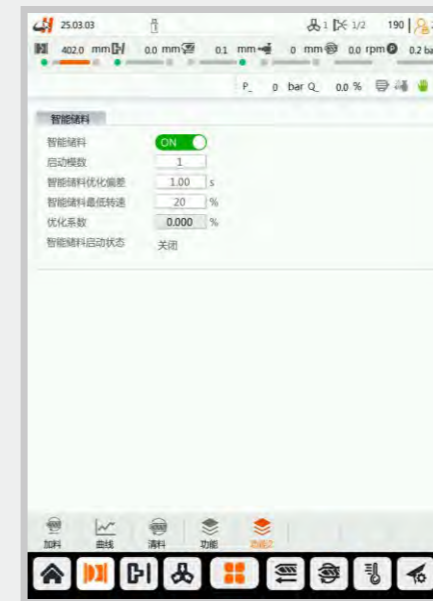 25.03.03 1 1/2 190
402.0 mm 0.0 mm 0.1 mm 0 mm 0.0 rpm 0.2 ba
P_ 0 bar Q_ 0.0 %
智能储料
智能储料 ON
启动模数 1
智能储料优化偏差 1.00 s
智能储料最低转速 20 %
优化系数 0.000 %
智能储料启动状态 关闭
加料 曲线 清料 功能 功能2